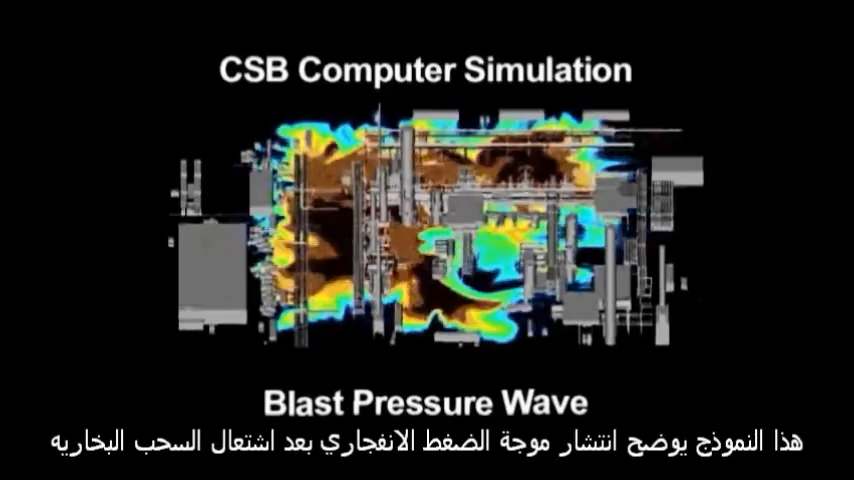 CSB Computer Simulation
Blast Pressure Wave
هذا النموذج يوضح انتشار موجة الضغط الانفجاري بعد اشتعال السحب البخاريه